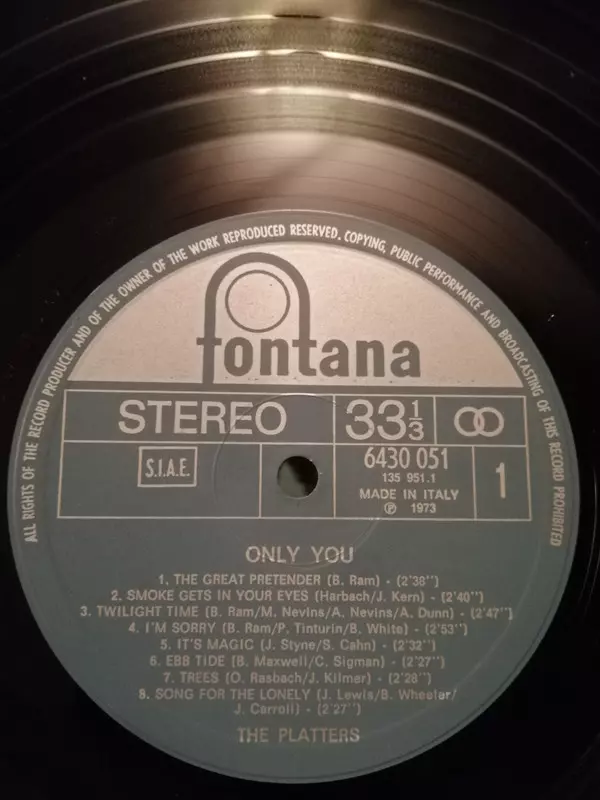 ALL RIGHTS OF THE RECORD PRODUCER AND OF THE OWNER OF THE WORK REPRODUCED RESERVED. COPYING, PUBLIC PERFORMANCE AND BROADCASTING OF THIS RECORD PROHIBITED
fontana
STEREO 33 1/3
S.I.A.E.
6430 051
135 951.1
MADE IN ITALY
℗ 1973
1
ONLY YOU
1. THE GREAT PRETENDER (B. Ram) - (2'38'')
2. SMOKE GETS IN YOUR EYES (Harbach/J. Kern) - (2'40'')
3. TWILIGHT TIME (B. Ram/M. Nevins/A. Nevins/A. Dunn) - (2'47'')
4. I'M SORRY (B. Ram/P. Tinturin/B. White) - (2'53'')
5. IT'S MAGIC (J. Styne/S. Cahn) - (2'32'')
6. EBB TIDE (B. Maxwell/C. Sigman) - (2'27'')
7. TREES (O. Rasbach/J. Kilmer) - (2'28'')
8. SONG FOR THE LONELY (J. Lewis/B. Wheeler/
J. Carroll) - (2'27'')
THE PLATTERS